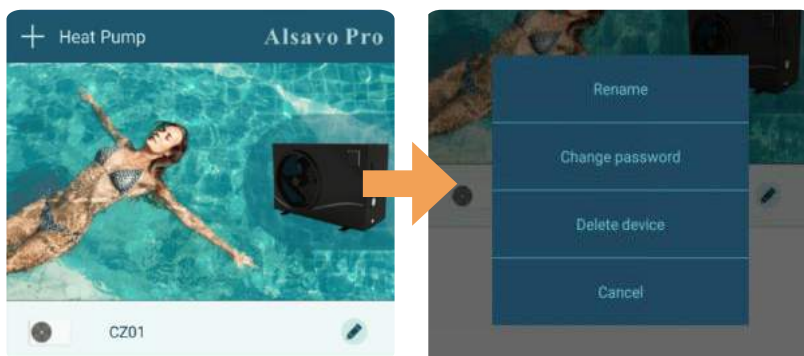 Heat Pump
Alsavo Pro
CZ01
Rename
Change password
Delete device
Cancel